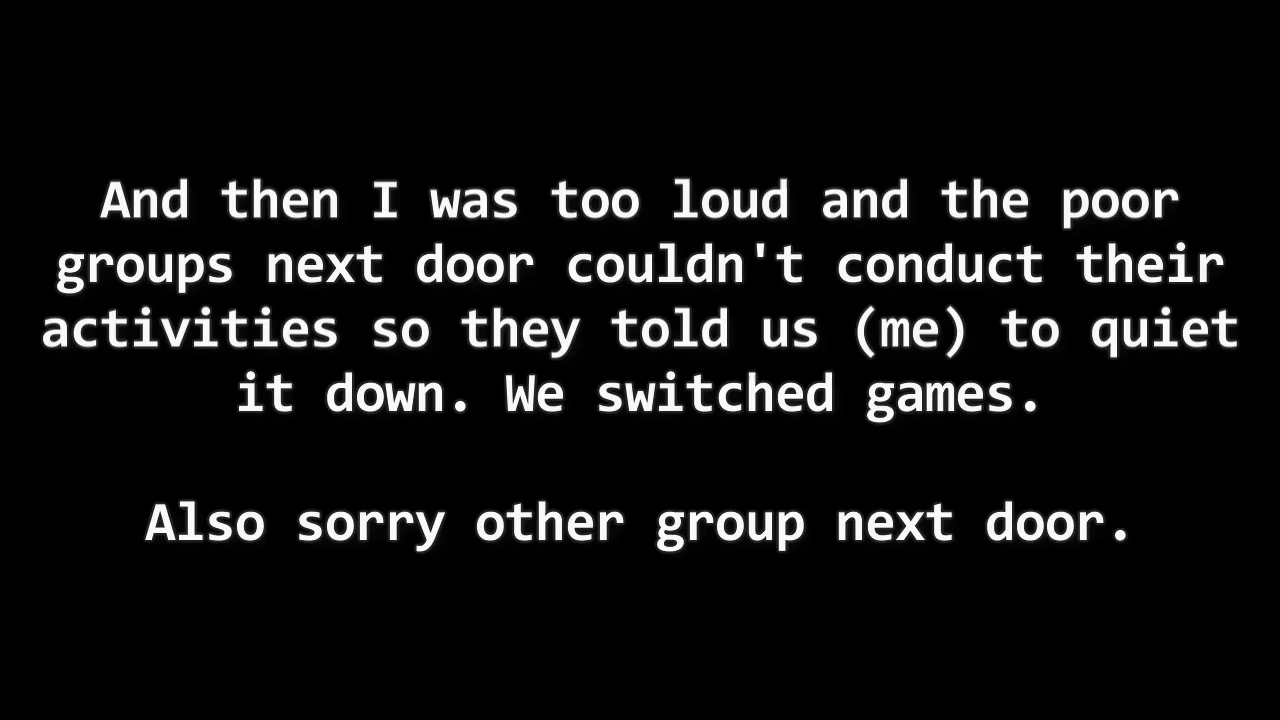 And then I was too loud and the poor
groups next door couldn't conduct their
activities so they told us (me) to quiet
it down. We switched games.
Also sorry other group next door.